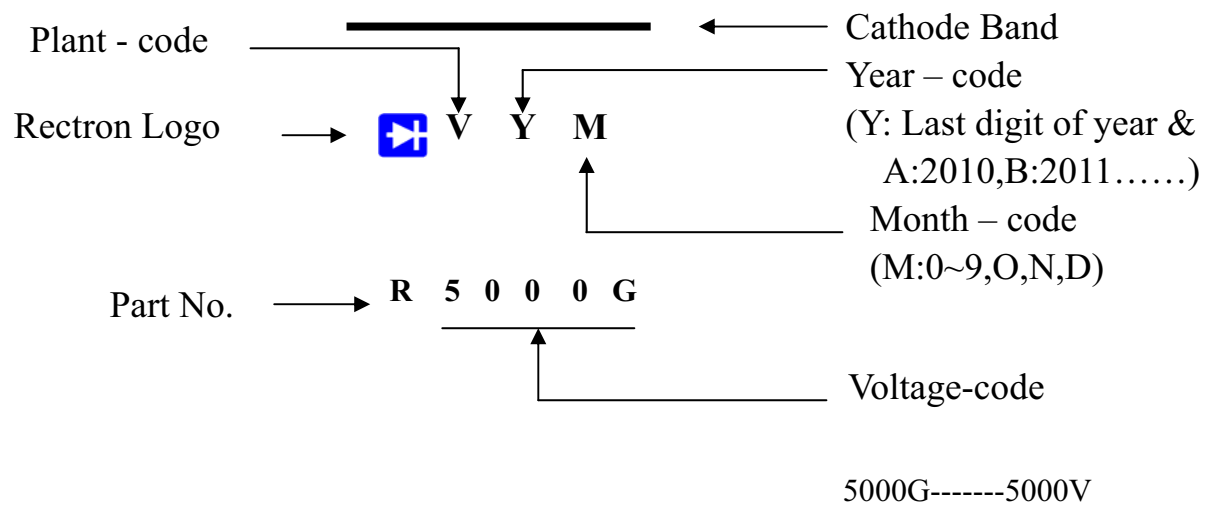 Plant - code
Cathode Band
Year – code
Rectron Logo
V Y M
(Y: Last digit of year &
A:2010,B:2011……)
Month – code
(M:0~9,O,N,D)
Part No.
R 5 0 0 0 G
Voltage-code
5000G-------5000V